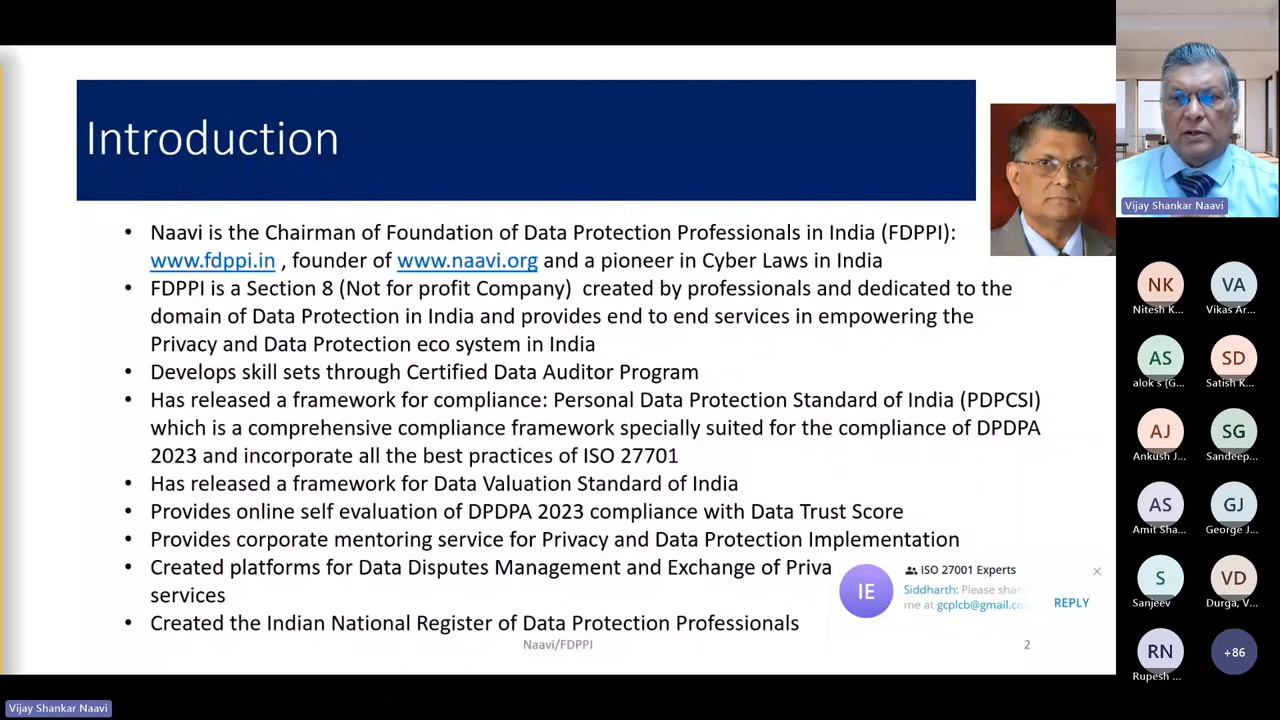 Introduction
• Naavi is the Chairman of Foundation of Data Protection Professionals in India (FDPPI):
www.fdppi.in , founder of www.naavi.org and a pioneer in Cyber Laws in India
• FDPPI is a Section 8 (Not for profit Company) created by professionals and dedicated to the
domain of Data Protection in India and provides end to end services in empowering the
Privacy and Data Protection eco system in India
• Develops skill sets through Certified Data Auditor Program
• Has released a framework for compliance: Personal Data Protection Standard of India (PDPCSI)
which is a comprehensive compliance framework specially suited for the compliance of DPDPA
2023 and incorporate all the best practices of ISO 27701
• Has released a framework for Data Valuation Standard of India
• Provides online self evaluation of DPDPA 2023 compliance with Data Trust Score
• Provides corporate mentoring service for Privacy and Data Protection Implementation
• Created platforms for Data Disputes Management and Exchange of Priva
services
• Created the Indian National Register of Data Protection Professionals
Naavi/FDPPI
2
IE
ISO 27001 Experts
Siddharth: Please shar
me at gcplcb@gmail.co
REPLY
Vijay Shankar Naavi
NK
Nitesh K...
VA
Vikas Ar...
AS
alok s (G...
SD
Satish K...
AJ
Ankush J...
SG
Sandeep...
AS
Amit Sha...
GJ
George J...
S
Sanjeev
VD
Durga, V...
RN
Rupesh ...
+86
Vijay Shankar Naavi